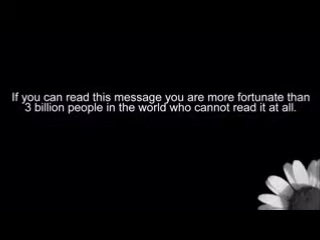 If you can read this message you are more fortunate than
3 billion people in the world who cannot read it at all.